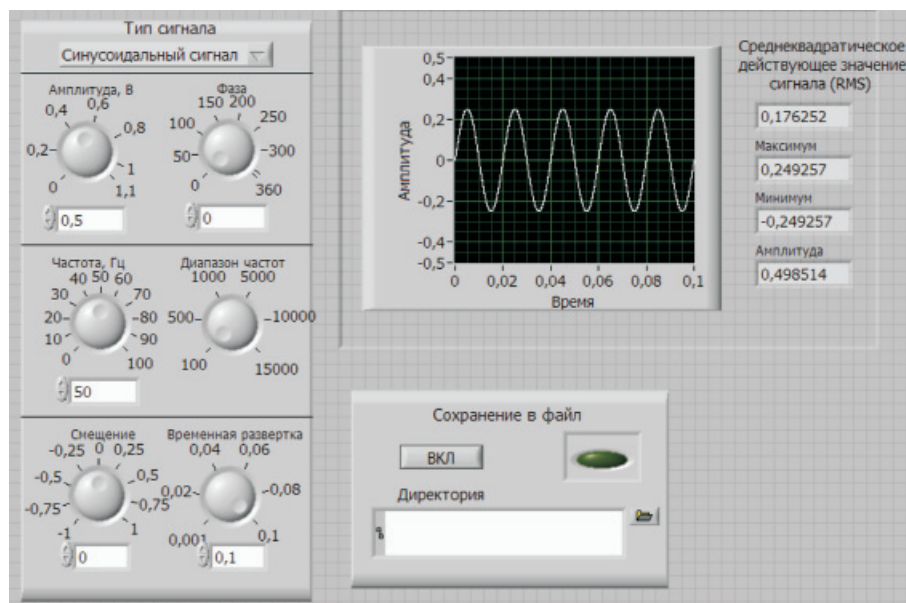 Тип сигнала
Синусоидальный сигнал
Амплитуда, В
0 0,2 0,4 0,6 0,8 1 1,1
0,5
Фаза
0 50 100 150 200 250 300 360
0
Частота, Гц
0 10 20 30 40 50 60 70 80 90 100
50
Диапазон частот
100 500 1000 5000 10000 15000
Смещение
-1 -0,75 -0,5 -0,25 0 0,25 0,5 0,75 1
0
Временная развертка
0,001 0,02 0,04 0,06 0,08 0,1
0,1
Амплитуда
0,5
0,4
0,2
0
-0,2
-0,4
-0,5
0 0,02 0,04 0,06 0,08 0,1
Время
Среднеквадратическое
действующее значение
сигнала (RMS)
0,176252
Максимум
0,249257
Минимум
-0,249257
Амплитуда
0,498514
Сохранение в файл
ВКЛ
Директория